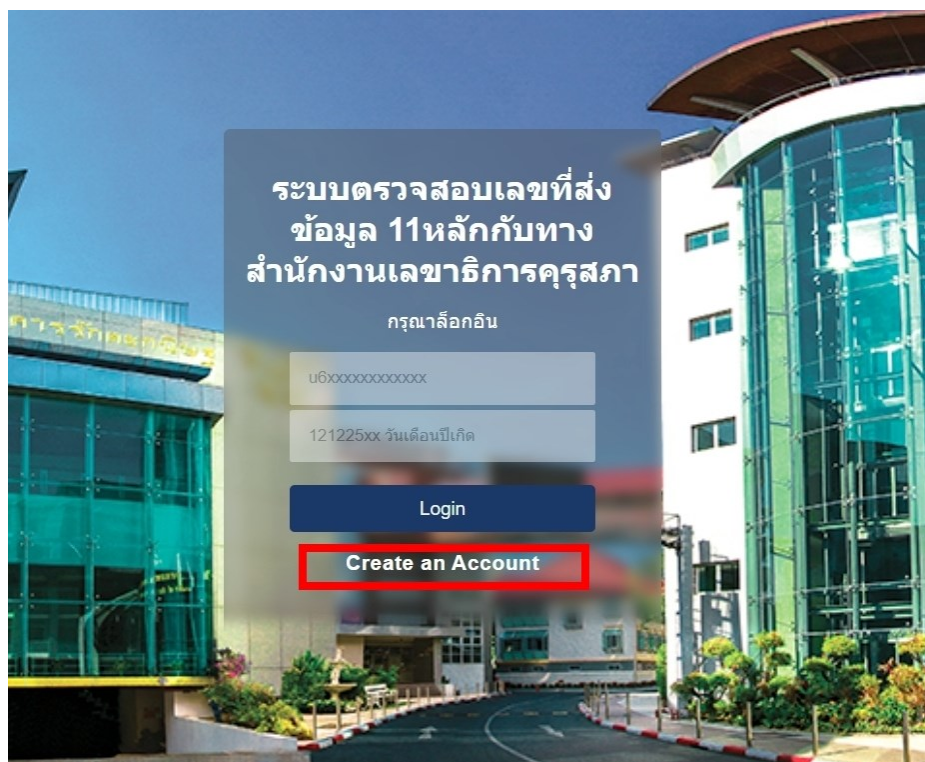 ระบบตรวจสอบเลขที่ส่ง
ข้อมูล 11หลักกับทาง
สำนักงานเลขาธิการคุรุสภา
กรุณาล็อกอิน
u6xxxxxxxxxxxx
121225xx วันเดือนปีเกิด
Login
Create an Account